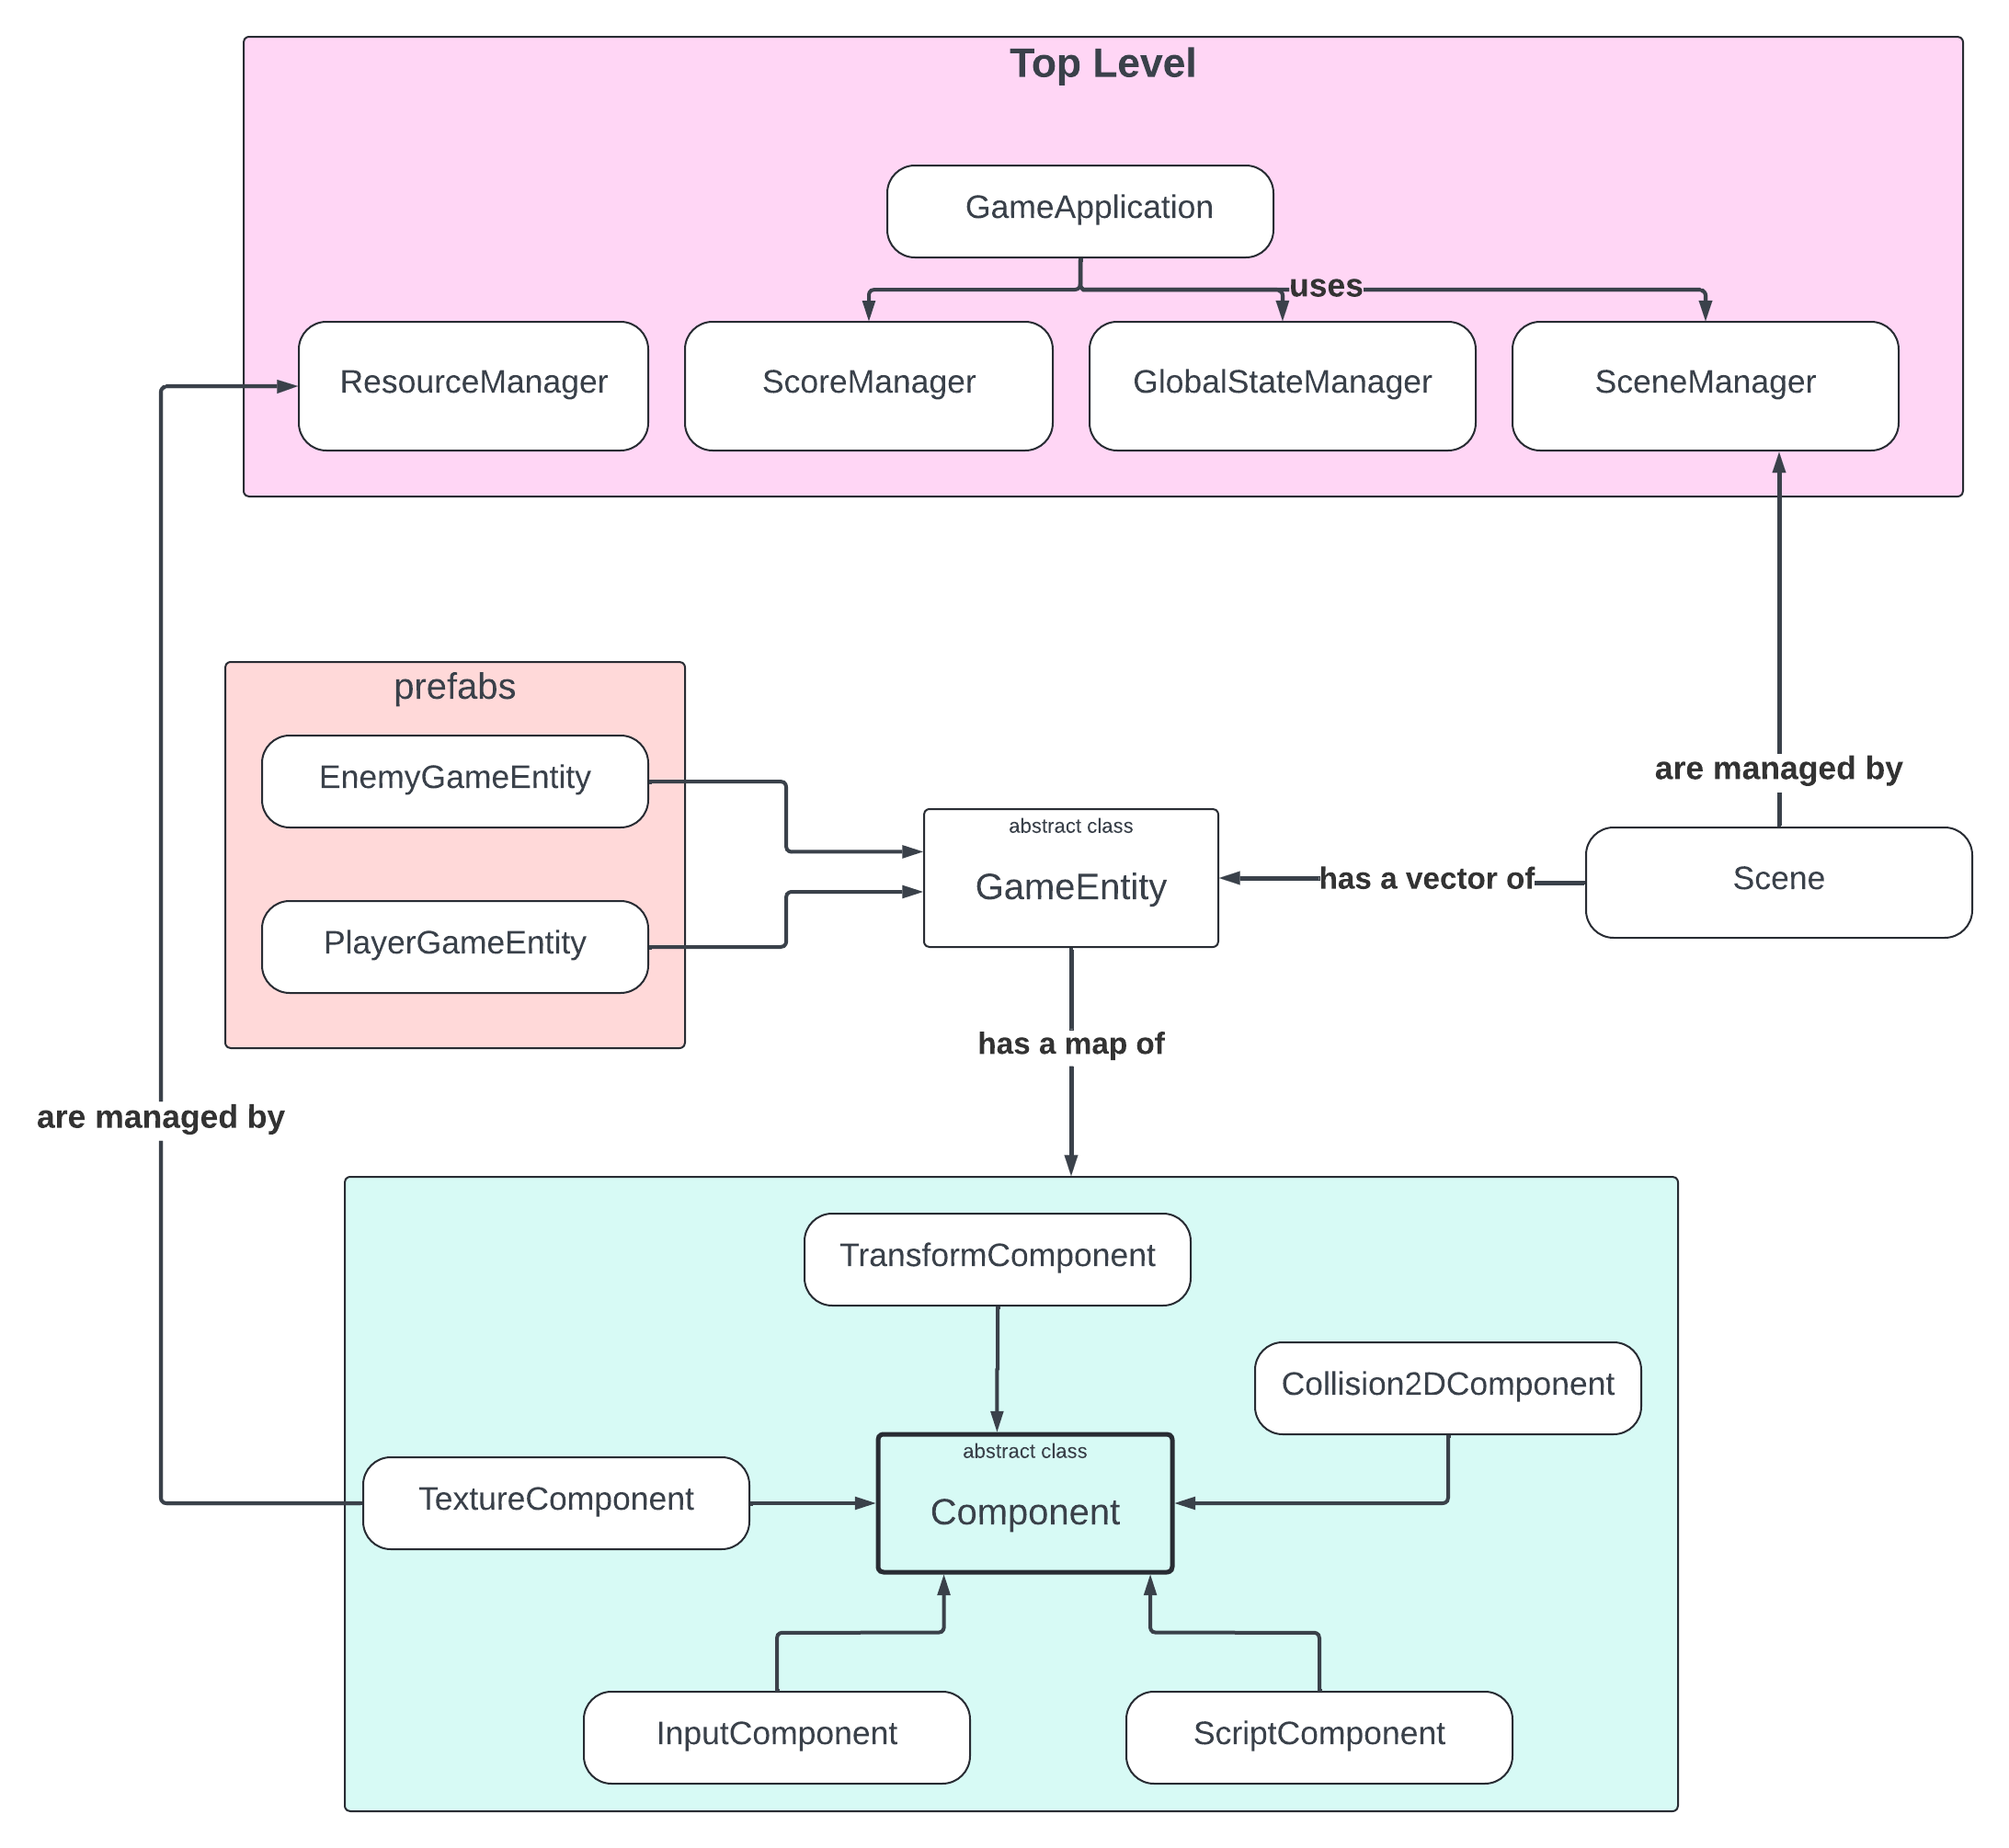 Top Level
GameApplication
uses
ResourceManager
ScoreManager
GlobalStateManager
SceneManager
prefabs
EnemyGameEntity
PlayerGameEntity
abstract class
GameEntity
has a vector of
are managed by
Scene
has a map of
are managed by
TransformComponent
Collision2DComponent
TextureComponent
abstract class
Component
InputComponent
ScriptComponent